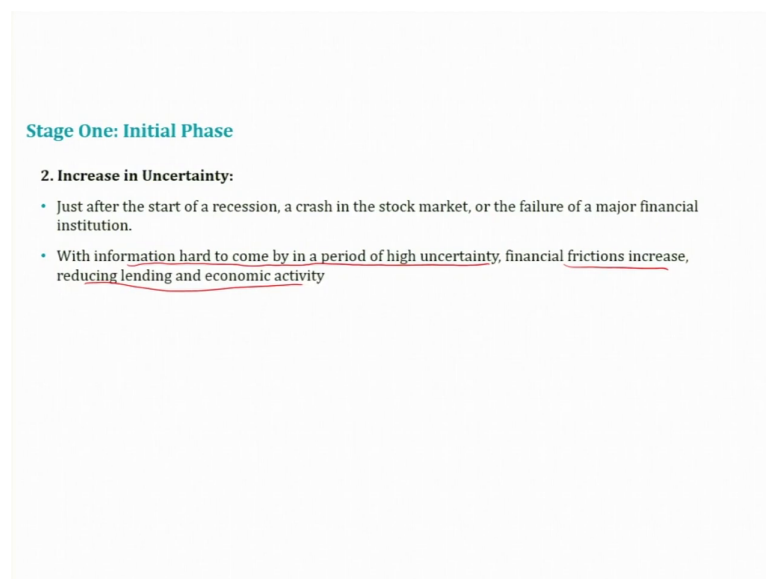 Stage One: Initial Phase
2. Increase in Uncertainty:
• Just after the start of a recession, a crash in the stock market, or the failure of a major financial
institution.
• With information hard to come by in a period of high uncertainty, financial frictions increase,
reducing lending and economic activity